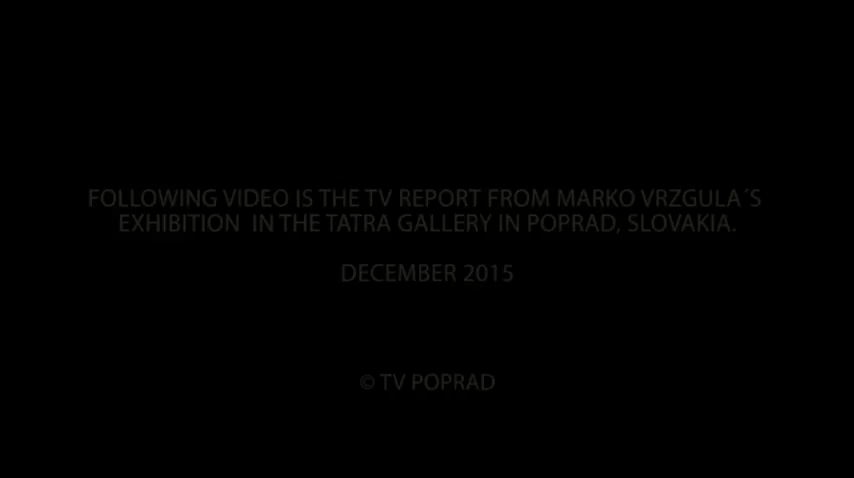 FOLLOWING VIDEO IS THE TV REPORT FROM MARKO VRZGULA´S
EXHIBITION IN THE TATRA GALLERY IN POPRAD, SLOVAKIA.
DECEMBER 2015
© TV POPRAD